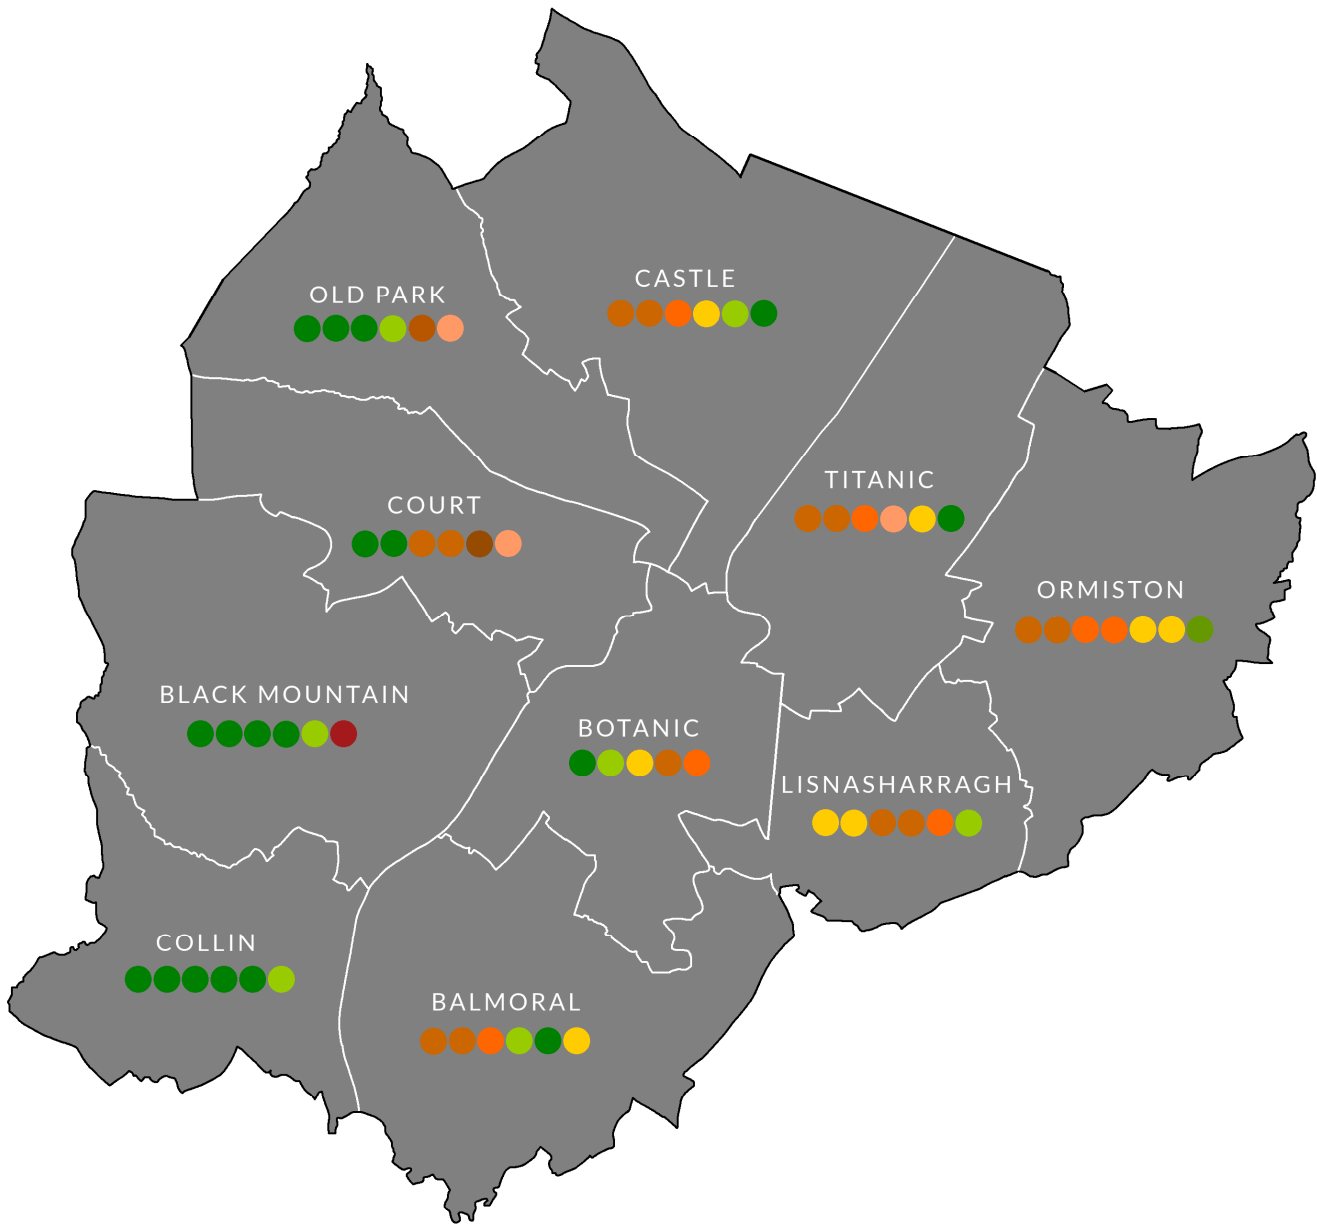 CASTLE
OLD PARK
TITANIC
COURT
ORMISTON
BLACK MOUNTAIN
BOTANIC
LISNASHARRAGH
COLLIN
BALMORAL